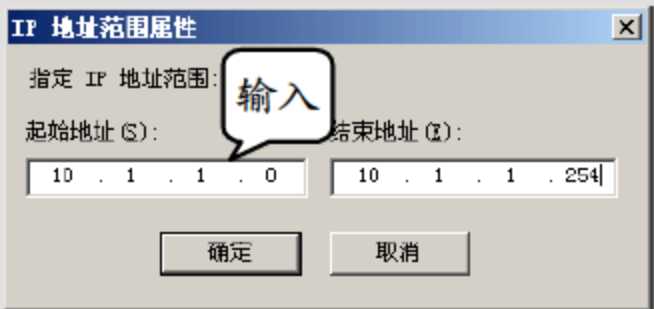 IP 地址范围属性
指定 IP 地址范围:
输入
起始地址(S):
结束地址(E):
10 . 1 . 1 . 0
10 . 1 . 1 . 254
确定
取消